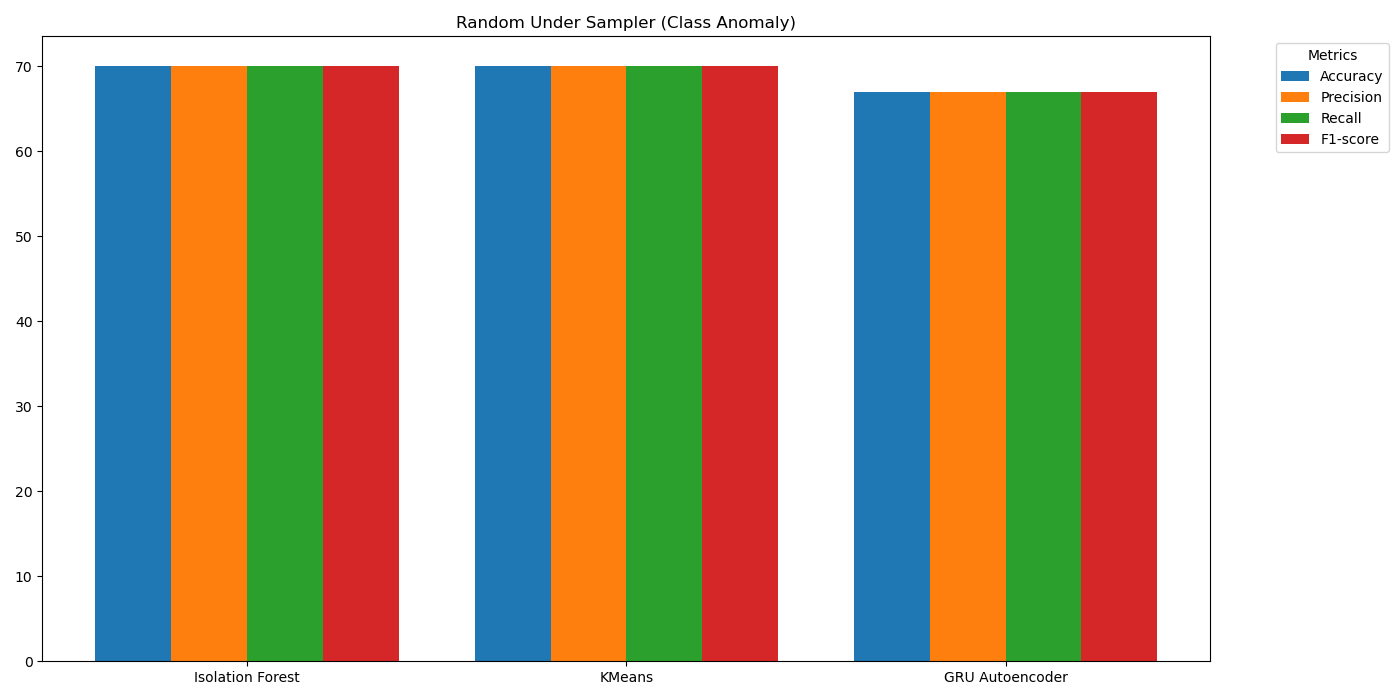 Random Under Sampler (Class Anomaly)
Metrics
Accuracy
Precision
Recall
F1-score
70
60
50
40
30
20
10
0
Isolation Forest
KMeans
GRU Autoencoder